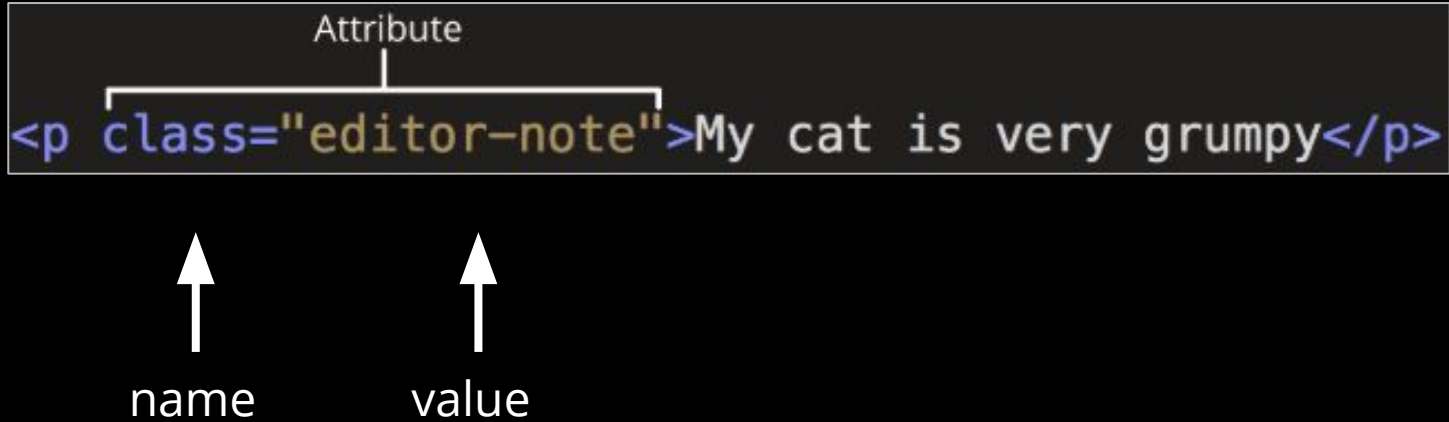 Attribute
<p class="editor-note">My cat is very grumpy</p>
name value